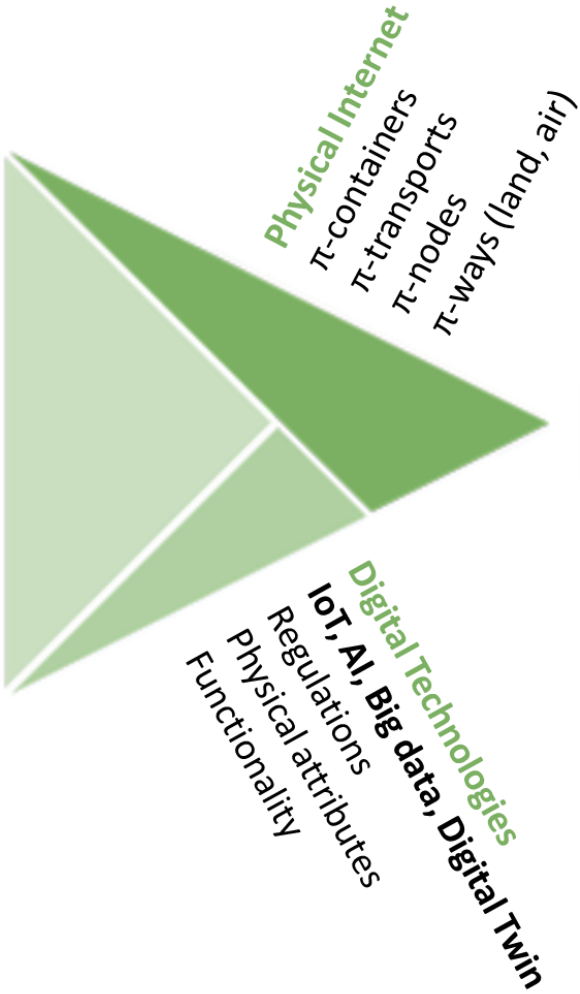 Physical Internet
π-containers
π-transports
π-nodes
π-ways (land, air)
Digital Technologies
IoT, AI, Big data, Digital Twin
Regulations
Physical attributes
Functionality